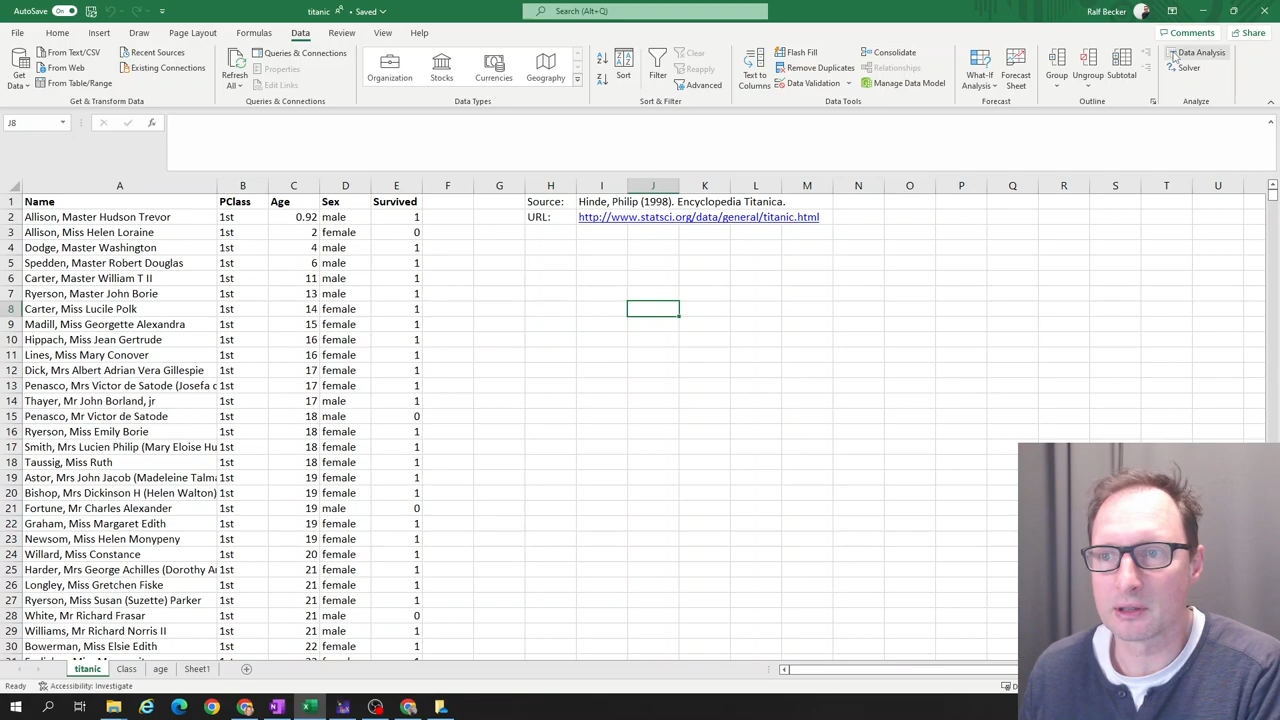 AutoSave On titanic • Saved Search (Alt+Q) Ralf Becker
File Home Insert Draw Page Layout Formulas Data Review View Help Comments Share
Get Data
From Text/CSV
From Web
From Table/Range
Recent Sources
Existing Connections
Get & Transform Data
Refresh All
Queries & Connections
Properties
Edit Links
Queries & Connections
Organization
Stocks
Currencies
Geography
Data Types
Sort
Filter
Clear
Reapply
Advanced
Sort & Filter
Text to Columns
Flash Fill
Remove Duplicates
Data Validation
Consolidate
Relationships
Manage Data Model
Data Tools
What-If Analysis
Forecast Sheet
Forecast
Group
Ungroup
Subtotal
Outline
Data Analysis
Solver
Analyze
J8 fx
A B C D E F G H I J K L M N O P Q R S T U
1 Name PClass Age Sex Survived Source: Hinde, Philip (1998). Encyclopedia Titanica.
2 Allison, Master Hudson Trevor 1st 0.92 male 1 URL: http://www.statsci.org/data/general/titanic.html
3 Allison, Miss Helen Loraine 1st 2 female 0
4 Dodge, Master Washington 1st 4 male 1
5 Spedden, Master Robert Douglas 1st 6 male 1
6 Carter, Master William T II 1st 11 male 1
7 Ryerson, Master John Borie 1st 13 male 1
8 Carter, Miss Lucile Polk 1st 14 female 1
9 Madill, Miss Georgette Alexandra 1st 15 female 1
10 Hippach, Miss Jean Gertrude 1st 16 female 1
11 Lines, Miss Mary Conover 1st 16 female 1
12 Dick, Mrs Albert Adrian Vera Gillespie 1st 17 female 1
13 Penasco, Mrs Victor de Satode (Josefa d 1st 17 female 1
14 Thayer, Mr John Borland, jr 1st 17 male 1
15 Penasco, Mr Victor de Satode 1st 18 male 0
16 Ryerson, Miss Emily Borie 1st 18 female 1
17 Smith, Mrs Lucien Philip (Mary Eloise Hu 1st 18 female 1
18 Taussig, Miss Ruth 1st 18 female 1
19 Astor, Mrs John Jacob (Madeleine Talma 1st 19 female 1
20 Bishop, Mrs Dickinson H (Helen Walton) 1st 19 female 1
21 Fortune, Mr Charles Alexander 1st 19 male 0
22 Graham, Miss Margaret Edith 1st 19 female 1
23 Newsom, Miss Helen Monypeny 1st 19 female 1
24 Willard, Miss Constance 1st 20 female 1
25 Harder, Mrs George Achilles (Dorothy A 1st 21 female 1
26 Longley, Miss Gretchen Fiske 1st 21 female 1
27 Ryerson, Miss Susan (Suzette) Parker 1st 21 female 1
28 White, Mr Richard Frasar 1st 21 male 0
29 Williams, Mr Richard Norris II 1st 21 male 1
30 Bowerman, Miss Elsie Edith 1st 22 female 1
titanic Class age Sheet1
Ready Accessibility: Investigate